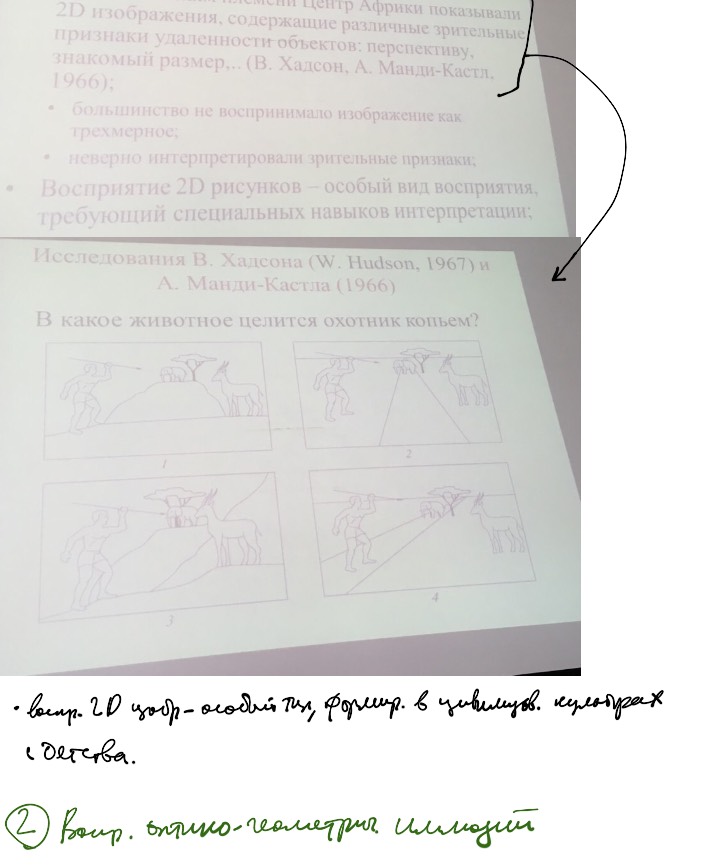 племени Центр Африки показывали
2D изображения, содержащие различные зрительные
признаки удаленности объектов: перспективу,
знакомый размер,.. (В. Хадсон, А. Манди-Кастл,
1966);
• большинство не воспринимало изображение как
трехмерное;
• неверно интерпретировали зрительные признаки;
• Восприятие 2D рисунков – особый вид восприятия,
требующий специальных навыков интерпретации;
Исследования В. Хадсона (W. Hudson, 1967) и
А. Манди-Кастла (1966)
В какое животное целится охотник копьем?
1
2
3
4
• воспр. 2D изобр – особый тип, формир. в цивилизов. культурах
с детства.
2 Воспр. оптико-геометрич. иллюзий